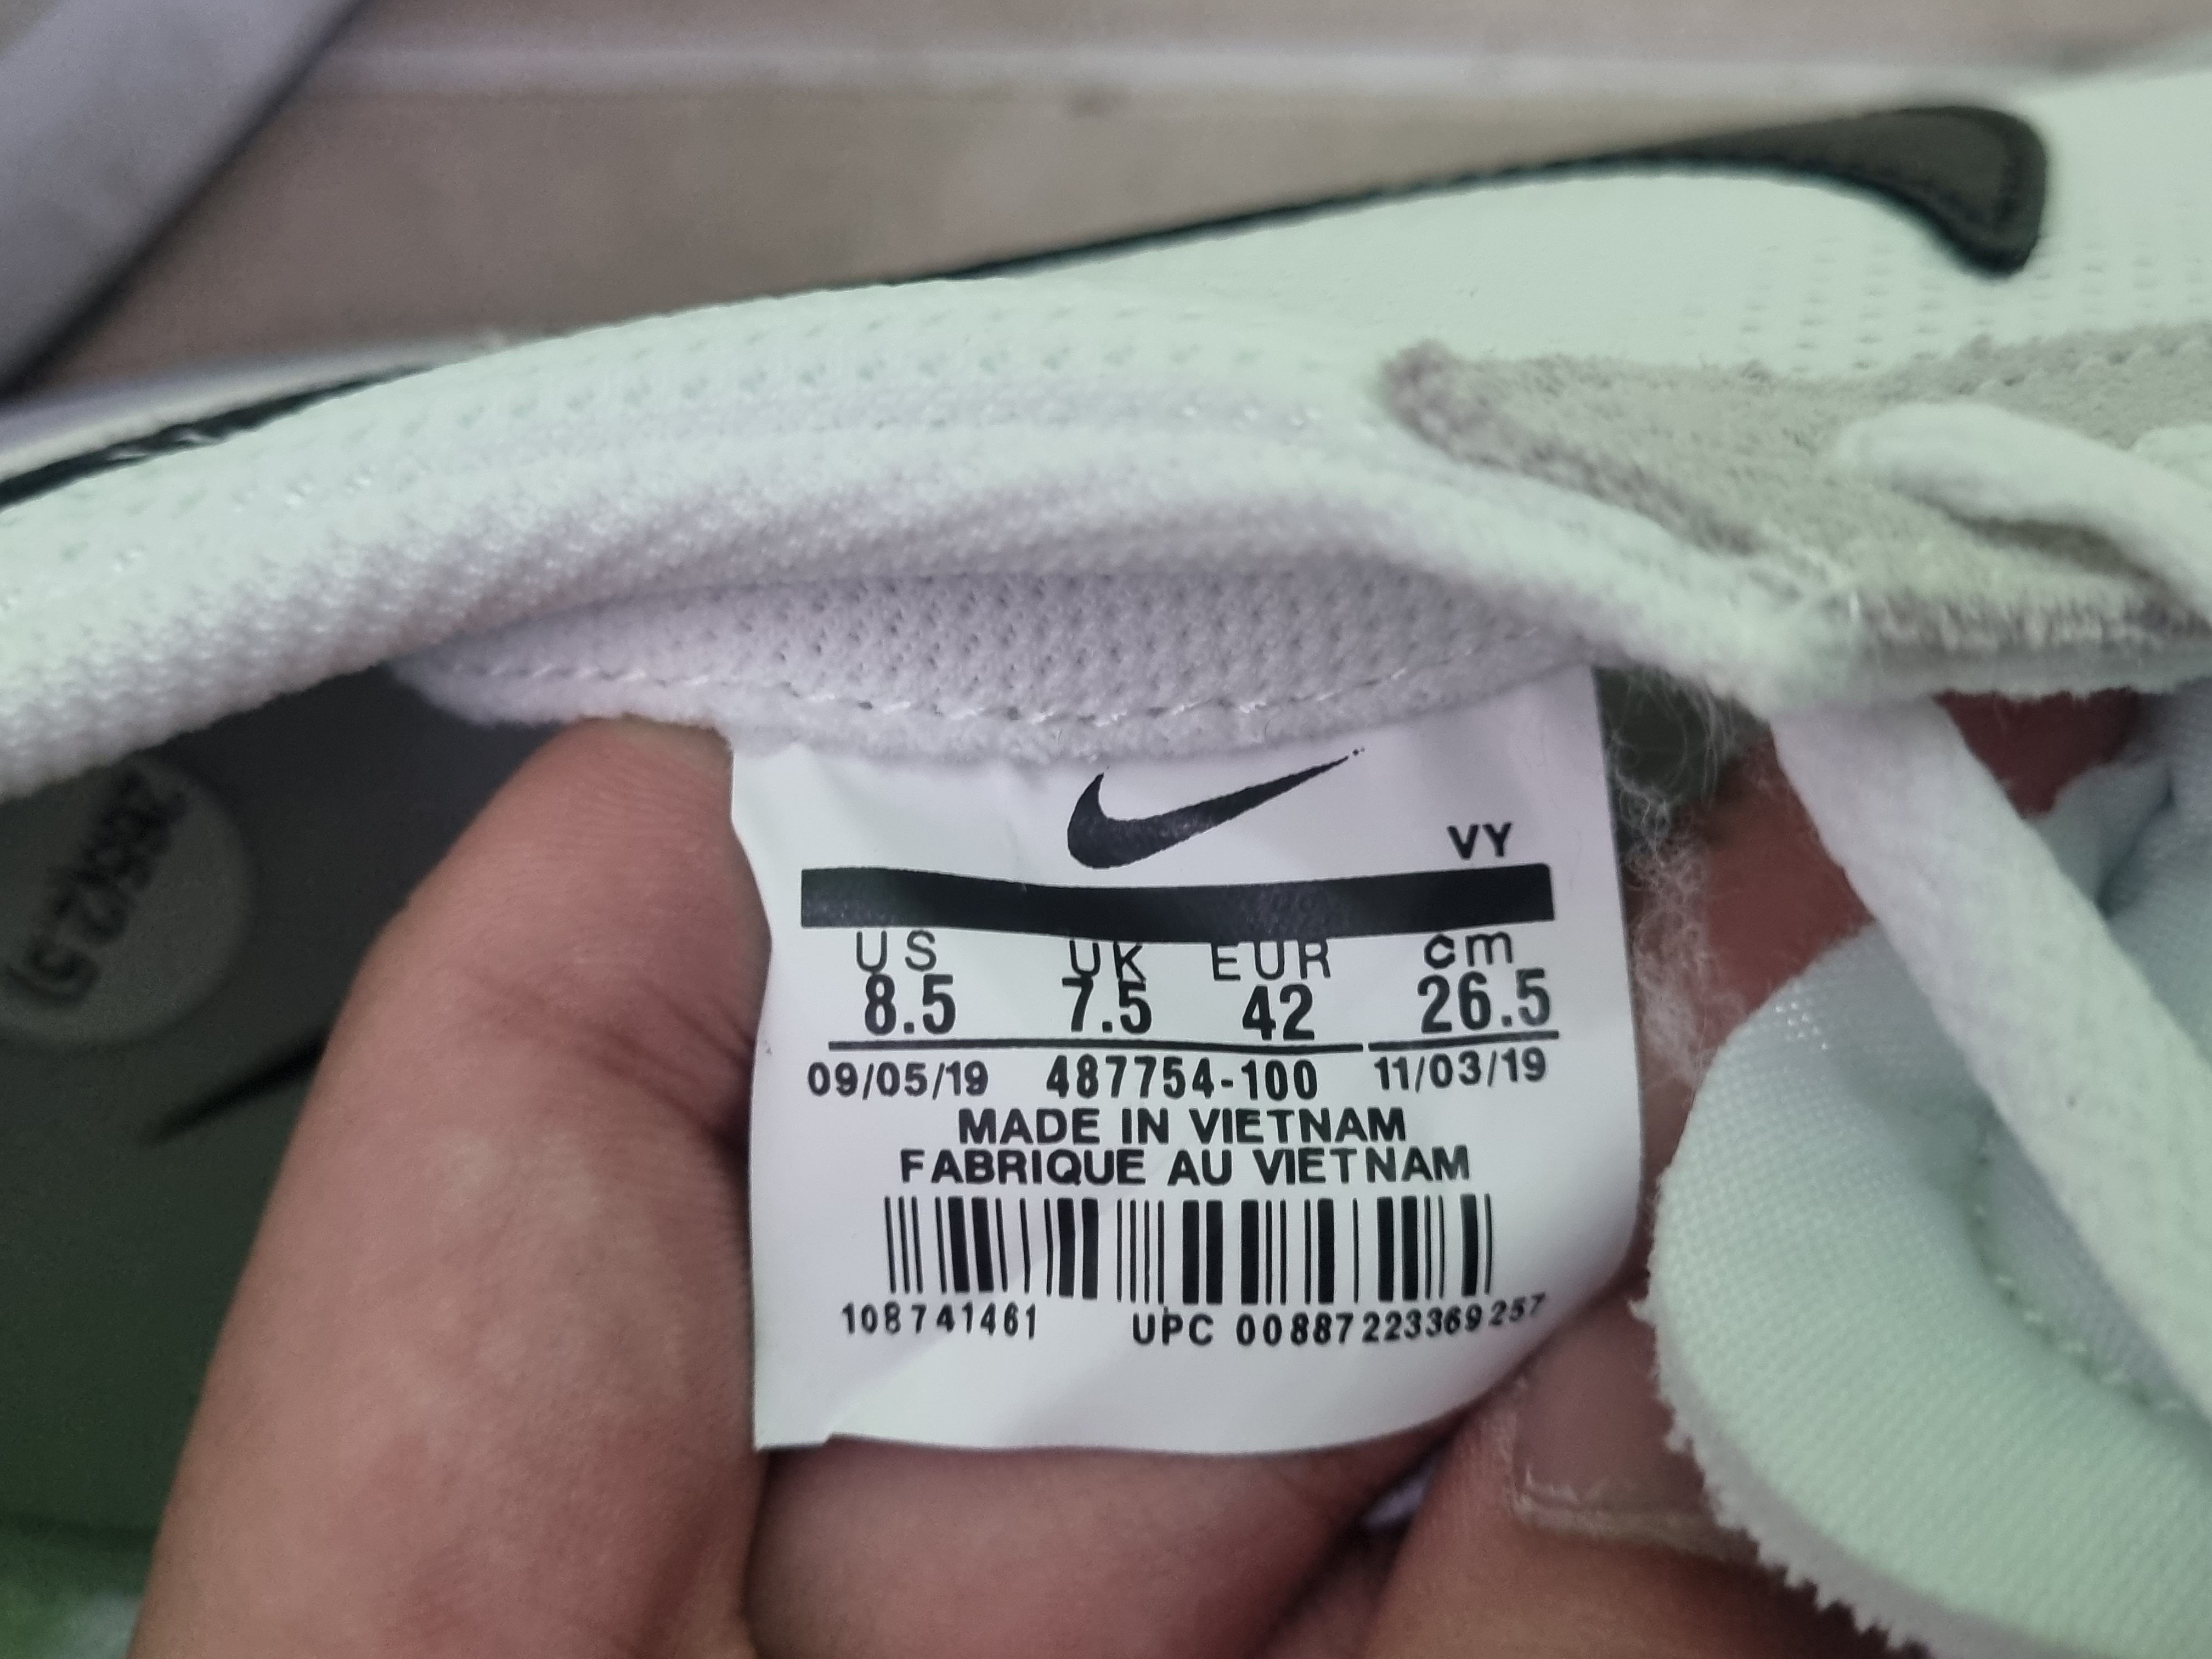 VY
US UK EUR cm
8.5 7.5 42 26.5
09/05/19 487754-100 11/03/19
MADE IN VIETNAM
FABRIQUE AU VIETNAM
108741461 UPC 00887223369257